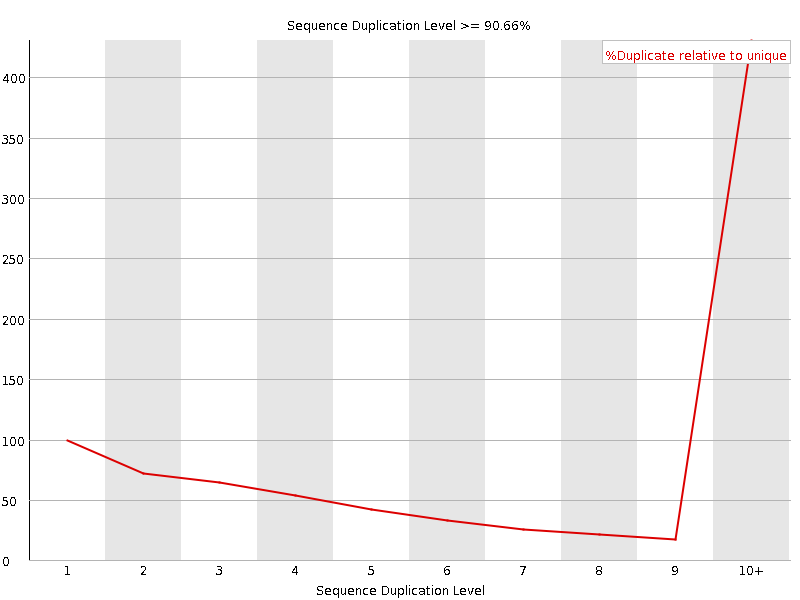 Sequence Duplication Level >= 90.66%
%Duplicate relative to unique
400
350
300
250
200
150
100
50
0
1 2 3 4 5 6 7 8 9 10+
Sequence Duplication Level